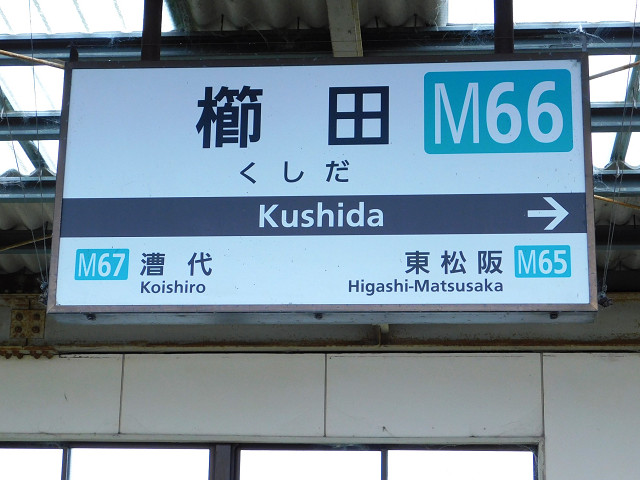 櫛田 M66
くしだ
Kushida →
M67 漕代 東松阪 M65
Koishiro Higashi-Matsusaka